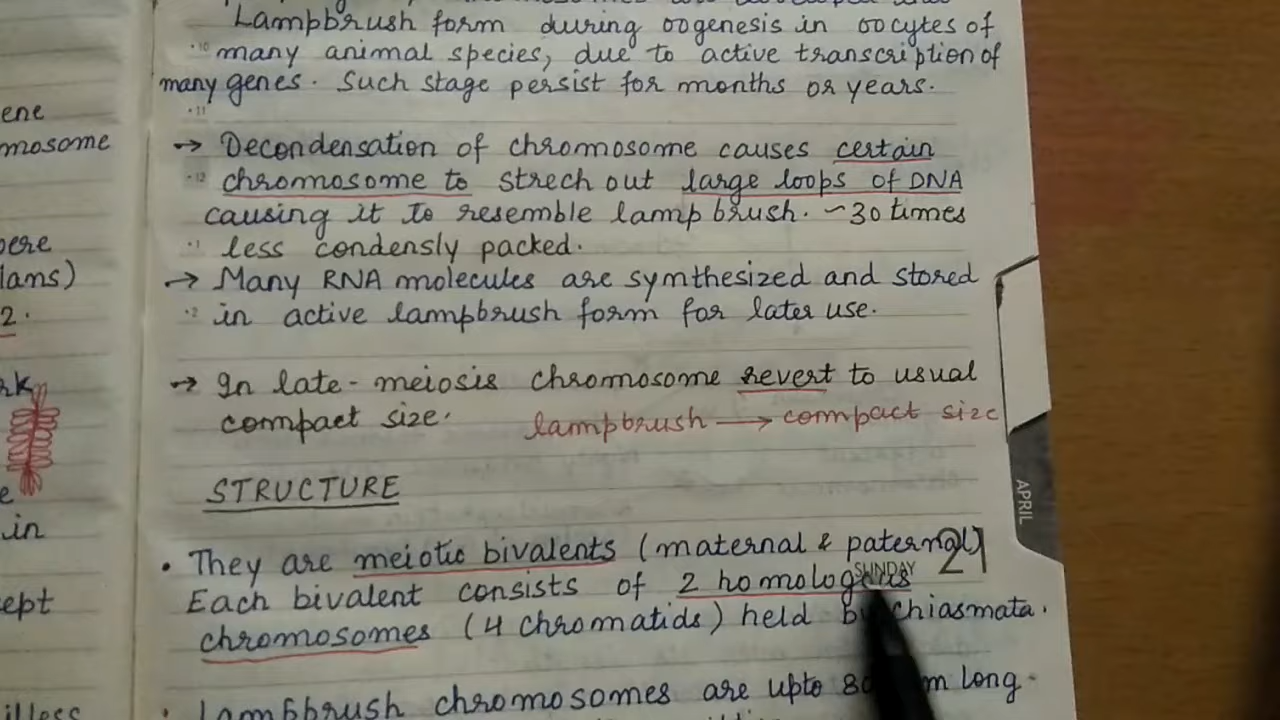 Lampbrush form during oogenesis in oocytes of
many animal species, due to active transcription of
many genes. Such stage persist for months or years.
→ Decondensation of chromosome causes certain
chromosome to strech out large loops of DNA
causing it to resemble lamp brush. ~30 times
less condensly packed.
→ Many RNA molecules are synthesized and stored
in active lampbrush form for later use.
→ In late-meiosis chromosome revert to usual
compact size.
lampbrush → compact size
STRUCTURE
APRIL
• They are meiotic bivalents (maternal & paternal)
21
SUNDAY
Each bivalent consists of 2 homologous
chromosomes (4 chromatids) held by chiasmata.
• Lampbrush chromosomes are upto long.
ene
mosome
lans)
2.
in
ept